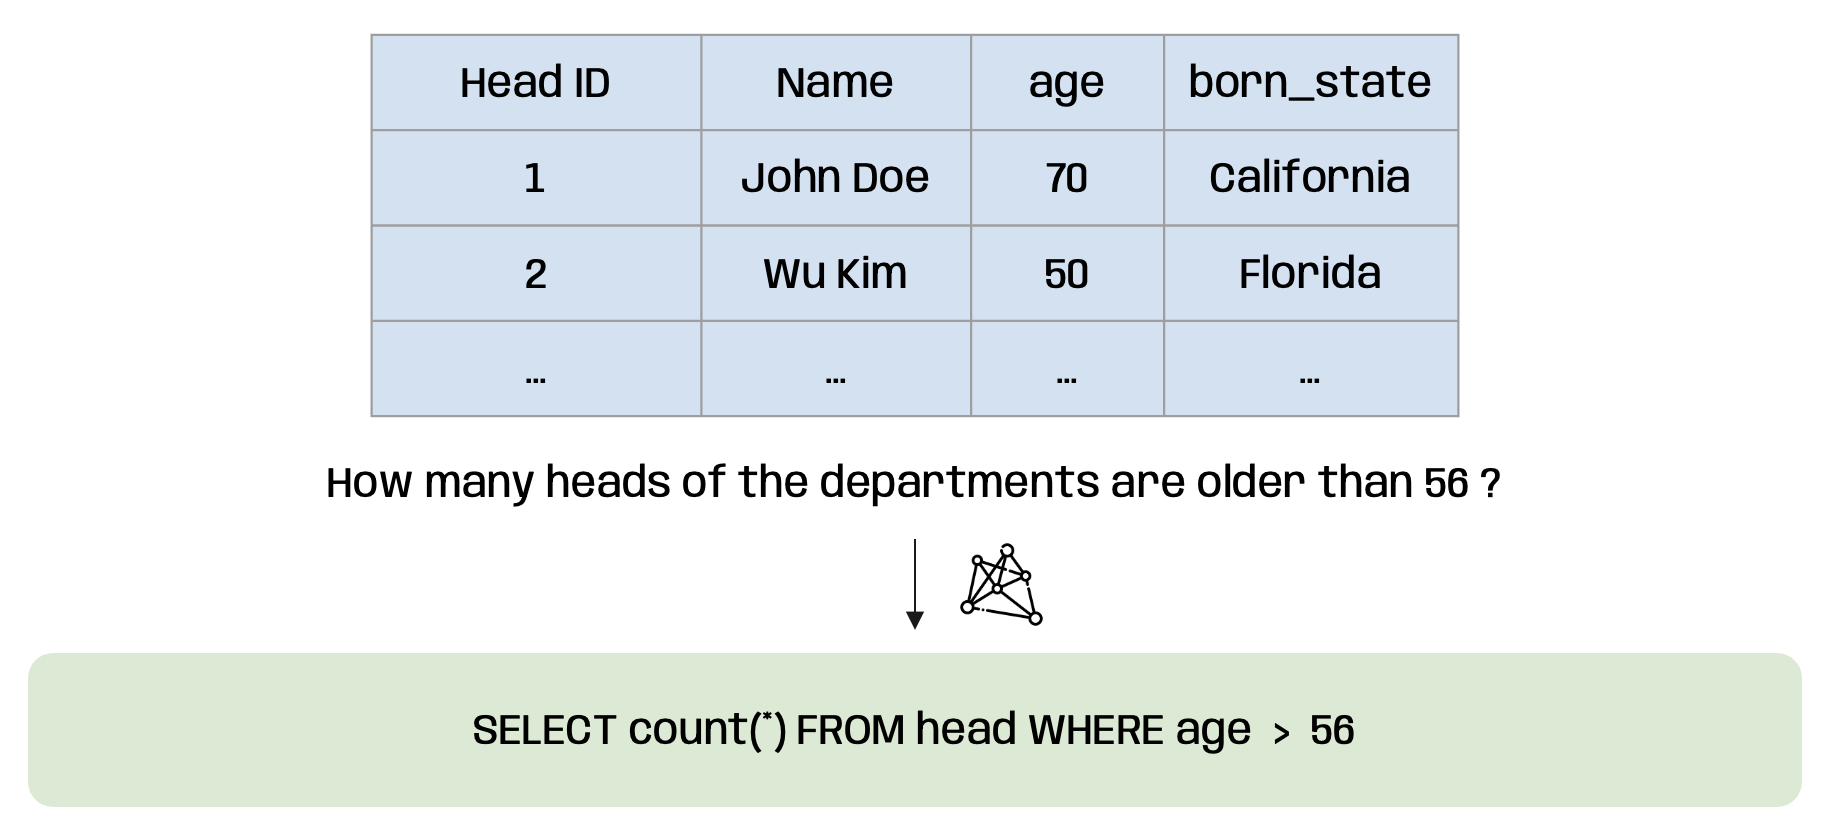 Head ID Name age born_state
1 John Doe 70 California
2 Wu Kim 50 Florida
... ... ... ...
How many heads of the departments are older than 56 ?
SELECT count(*) FROM head WHERE age > 56